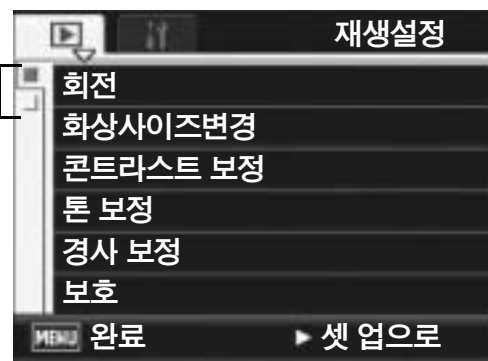 재생설정
회전
화상사이즈변경
콘트라스트 보정
톤 보정
경사 보정
보호
MENU 완료 ▶ 셋 업으로